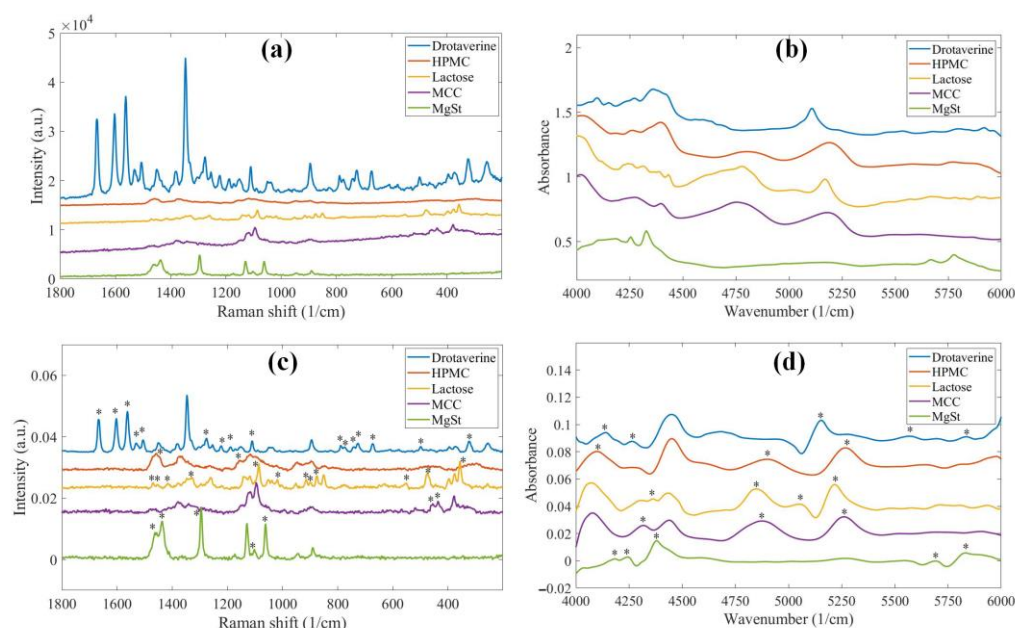 ×10⁴
5
4
3
2
1
0
Intensity (a.u.)
(a)
Drotaverine
HPMC
Lactose
MCC
MgSt
1800 1600 1400 1200 1000 800 600 400
Raman shift (1/cm)
2
1.5
1
0.5
Absorbance
(b)
Drotaverine
HPMC
Lactose
MCC
MgSt
4000 4250 4500 4750 5000 5250 5500 5750 6000
Wavenumber (1/cm)
0.06
0.04
0.02
0
Intensity (a.u.)
(c)
Drotaverine
HPMC
Lactose
MCC
MgSt
1800 1600 1400 1200 1000 800 600 400
Raman shift (1/cm)
0.14
0.12
0.1
0.08
0.06
0.04
0.02
0
−0.02
Absorbance
(d)
Drotaverine
HPMC
Lactose
MCC
MgSt
4000 4250 4500 4750 5000 5250 5500 5750 6000
Wavenumber (1/cm)